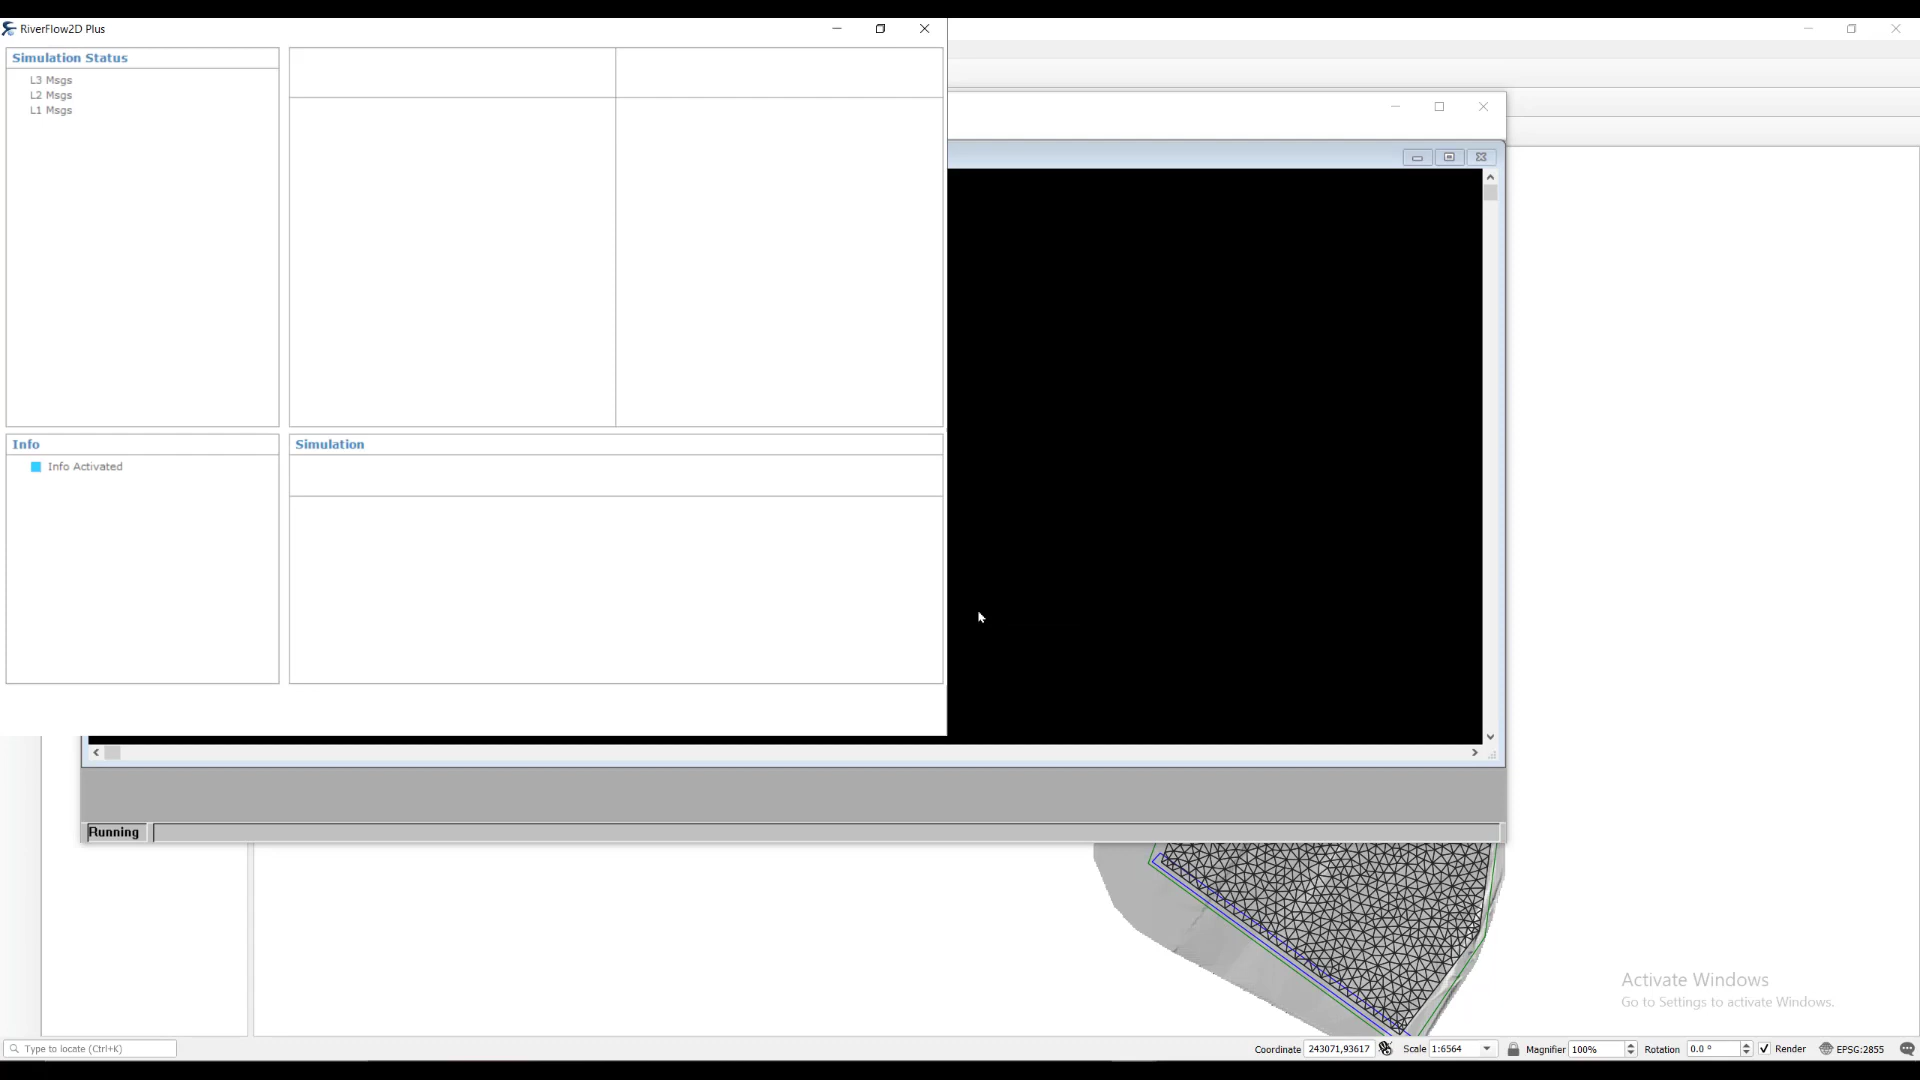 RiverFlow2D Plus
Simulation Status
L3 Msgs
L2 Msgs
L1 Msgs
Info
Info Activated
Simulation
Running
Activate Windows
Go to Settings to activate Windows.
Type to locate (Ctrl+K)
Coordinate 243071,93617 Scale 1:6564 Magnifier 100% Rotation 0.0 ° Render EPSG:2855